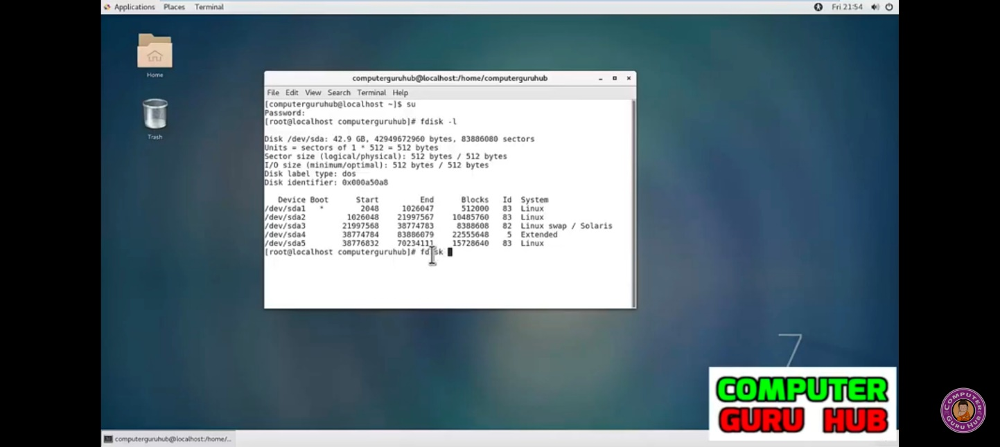 Applications Places Terminal
Fri 21:54
Home
Trash
computerguruhub@localhost:/home/computerguruhub
File Edit View Search Terminal Help
[computerguruhub@localhost ~]$ su
Password:
[root@localhost computerguruhub]# fdisk -l
Disk /dev/sda: 42.9 GB, 42949672960 bytes, 83886080 sectors
Units = sectors of 1 * 512 = 512 bytes
Sector size (logical/physical): 512 bytes / 512 bytes
I/O size (minimum/optimal): 512 bytes / 512 bytes
Disk label type: dos
Disk identifier: 0x000a50a8
Device Boot Start End Blocks Id System
/dev/sda1 * 2048 1026047 512000 83 Linux
/dev/sda2 1026048 21997567 10485760 83 Linux
/dev/sda3 21997568 38774783 8388608 82 Linux swap / Solaris
/dev/sda4 38774784 83886079 22555648 5 Extended
/dev/sda5 38776832 70234111 15728640 83 Linux
[root@localhost computerguruhub]# fdisk
7
COMPUTER
GURU HUB
COMPUTER
GURU HUB
computerguruhub@localhost:/home/...